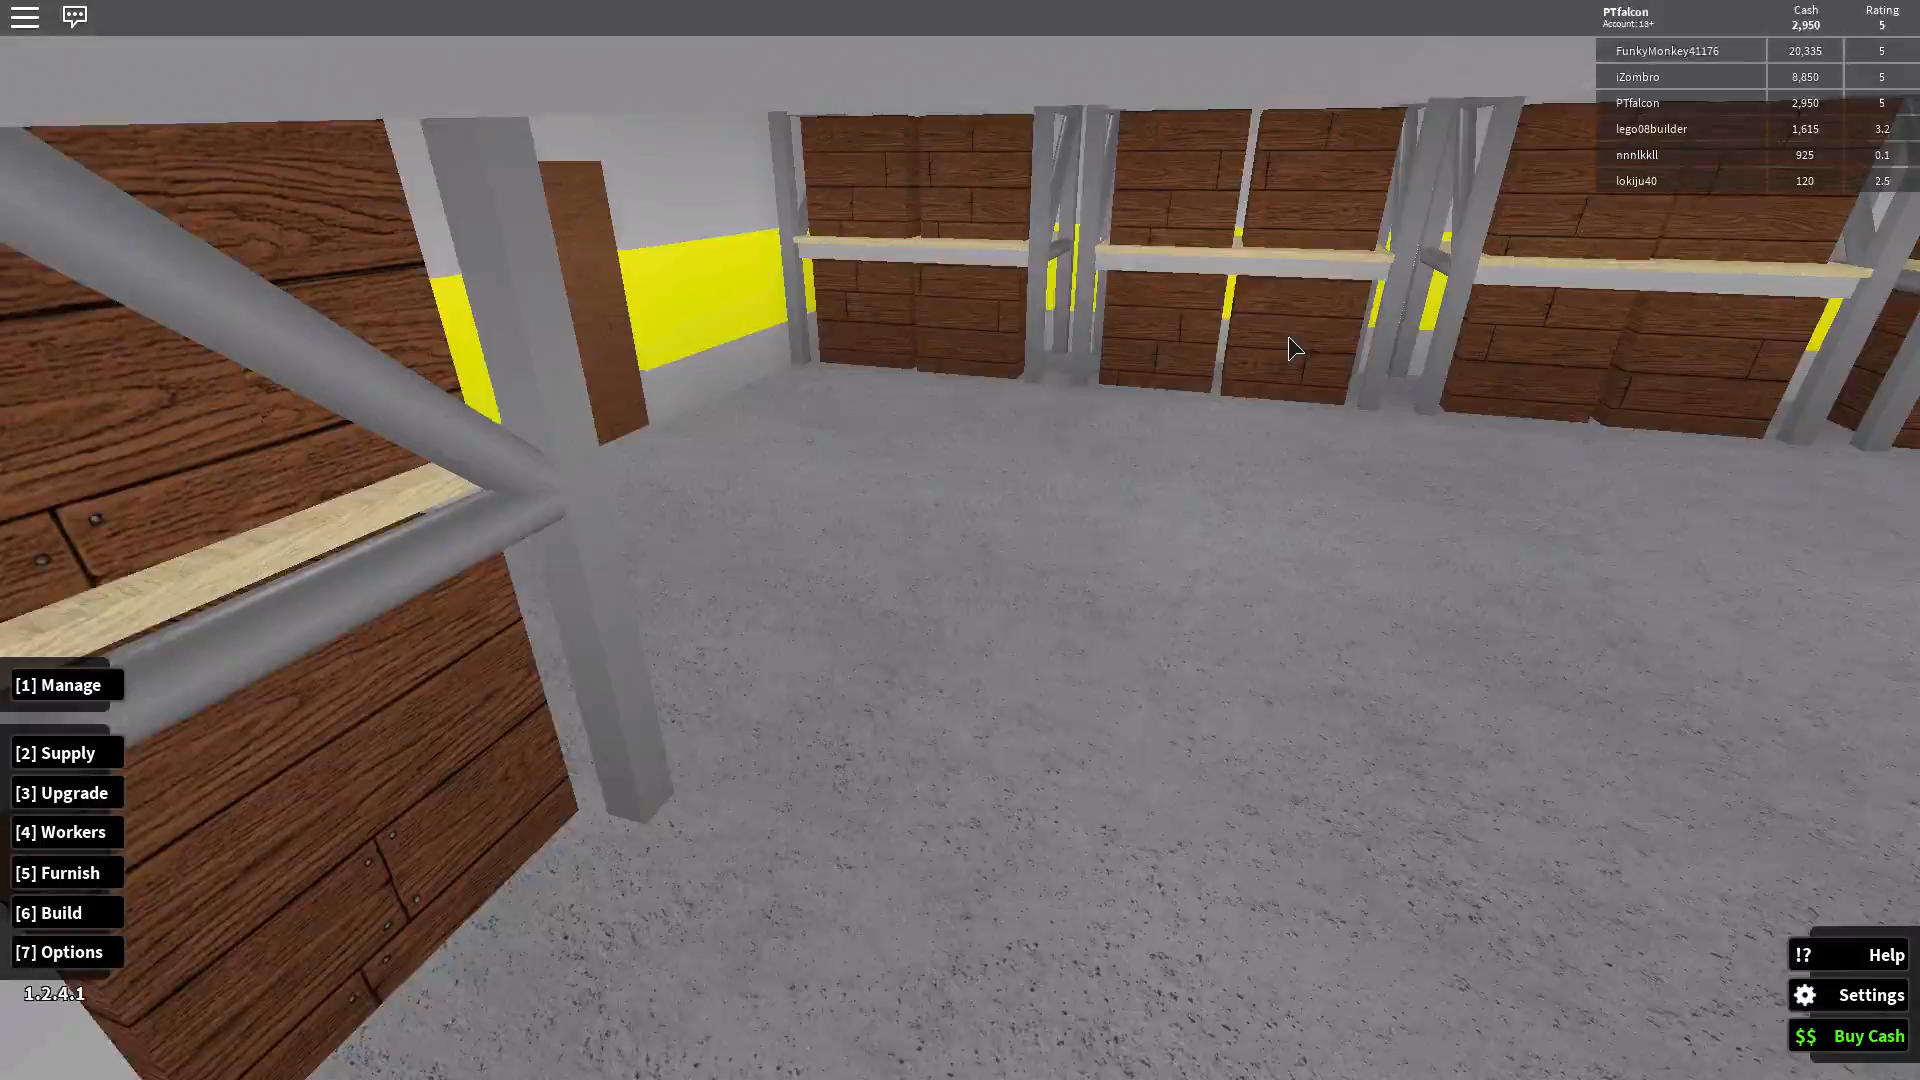 PTfalcon
Account: 13+
Cash
2,950
Rating
5
FunkyMonkey41176 20,335 5
iZombro 8,850 5
PTfalcon 2,950 5
lego08builder 1,615 3.2
nnnlkkll 925 0.1
lokiju40 120 2.5
[1] Manage
[2] Supply
[3] Upgrade
[4] Workers
[5] Furnish
[6] Build
[7] Options
1.2.4.1
!? Help
Settings
$$ Buy Cash